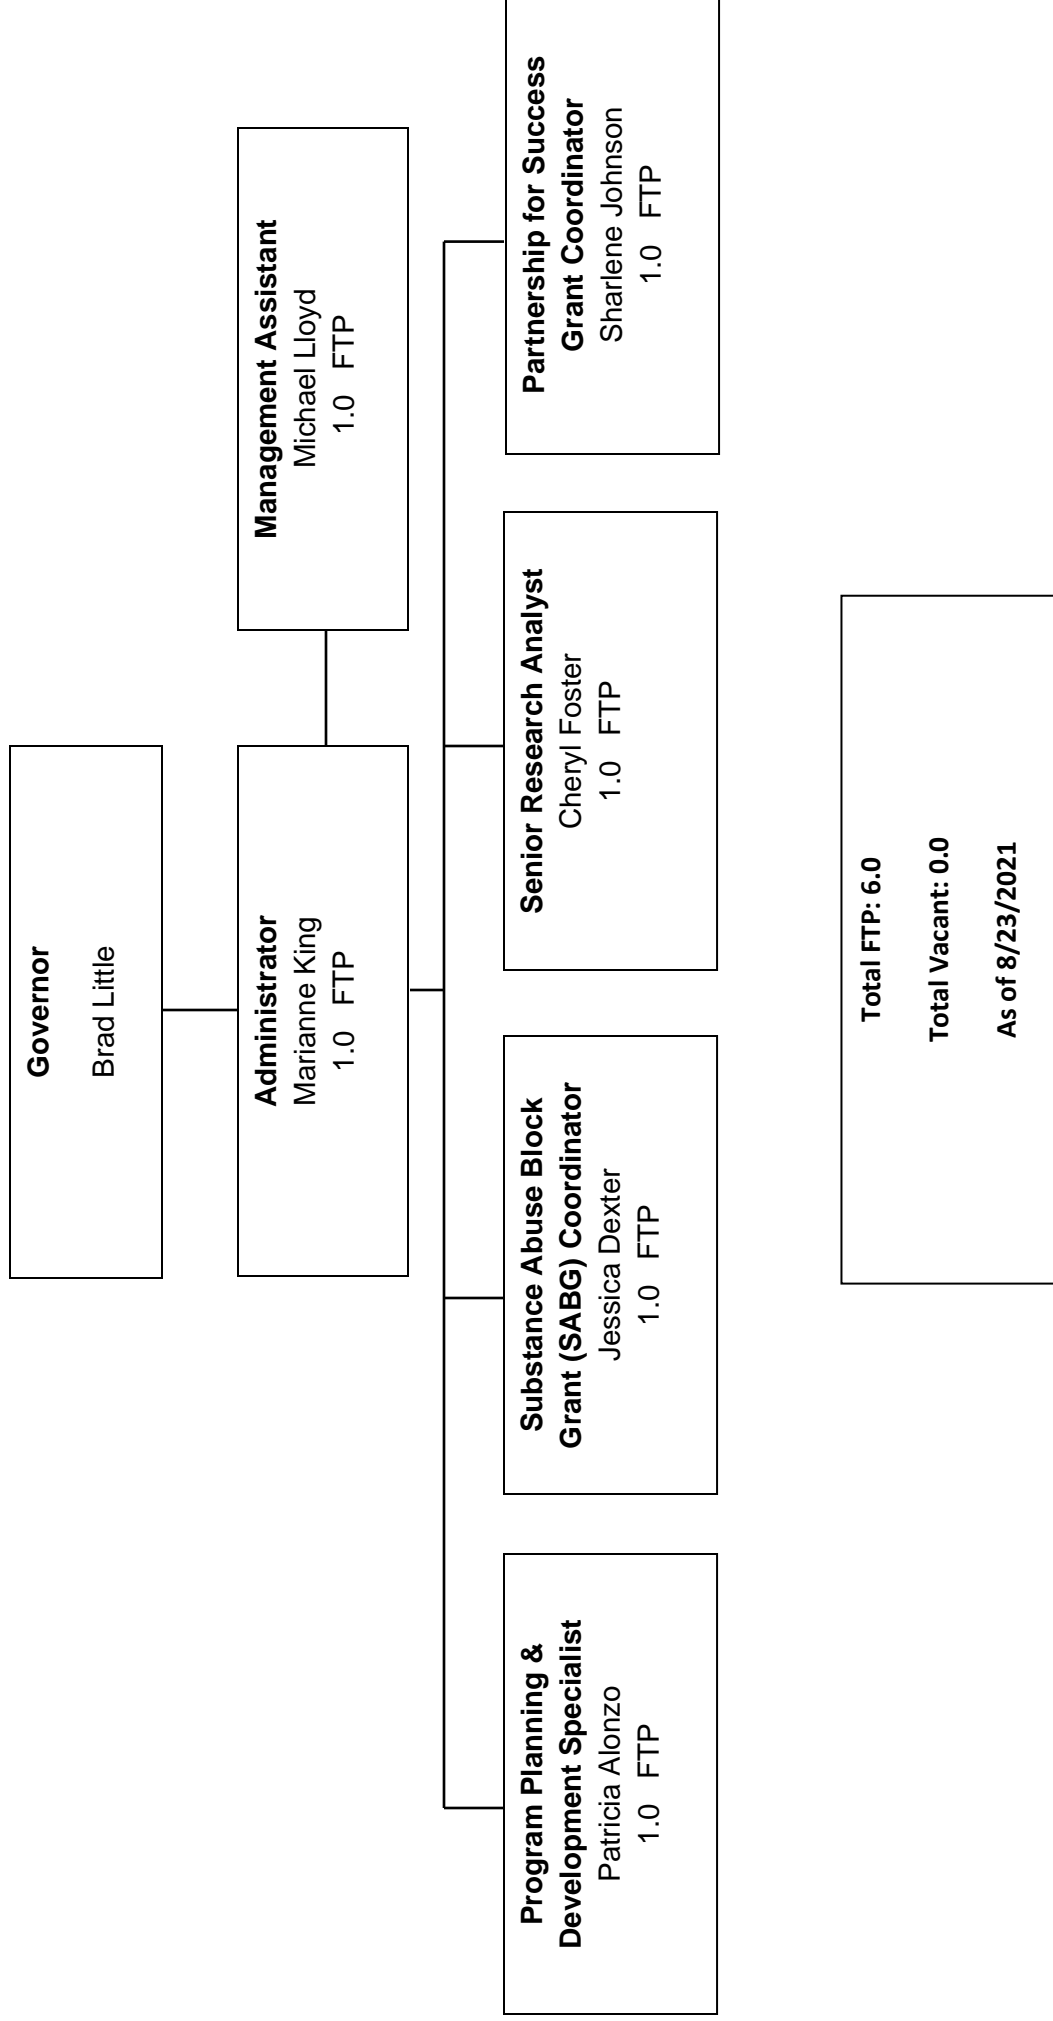 Governor
Brad Little
Administrator
Marianne King
1.0 FTP
Management Assistant
Michael Lloyd
1.0 FTP
Program Planning &
Development Specialist
Patricia Alonzo
1.0 FTP
Substance Abuse Block
Grant (SABG) Coordinator
Jessica Dexter
1.0 FTP
Senior Research Analyst
Cheryl Foster
1.0 FTP
Partnership for Success
Grant Coordinator
Sharlene Johnson
1.0 FTP
Total FTP: 6.0
Total Vacant: 0.0
As of 8/23/2021